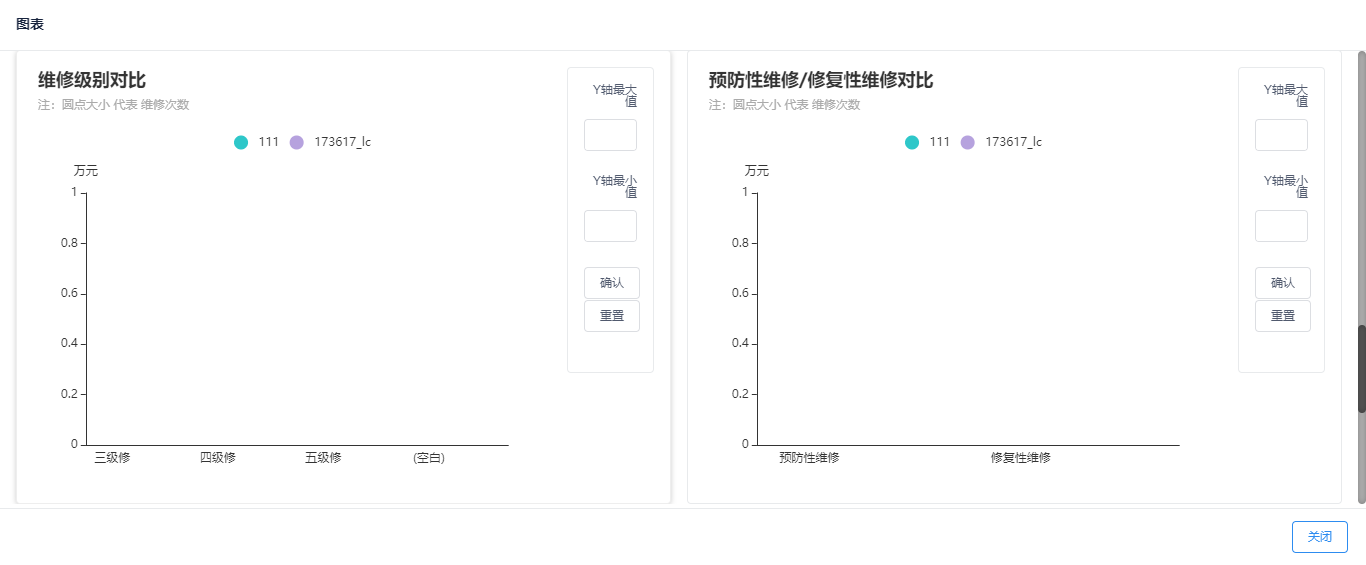 图表
维修级别对比
注：圆点大小 代表 维修次数
111 173617_lc
万元
1
0.8
0.6
0.4
0.2
0
三级修 四级修 五级修 (空白)
Y轴最大
值
Y轴最小
值
确认
重置
预防性维修/修复性维修对比
注：圆点大小 代表 维修次数
111 173617_lc
万元
1
0.8
0.6
0.4
0.2
0
预防性维修 修复性维修
Y轴最大
值
Y轴最小
值
确认
重置
关闭